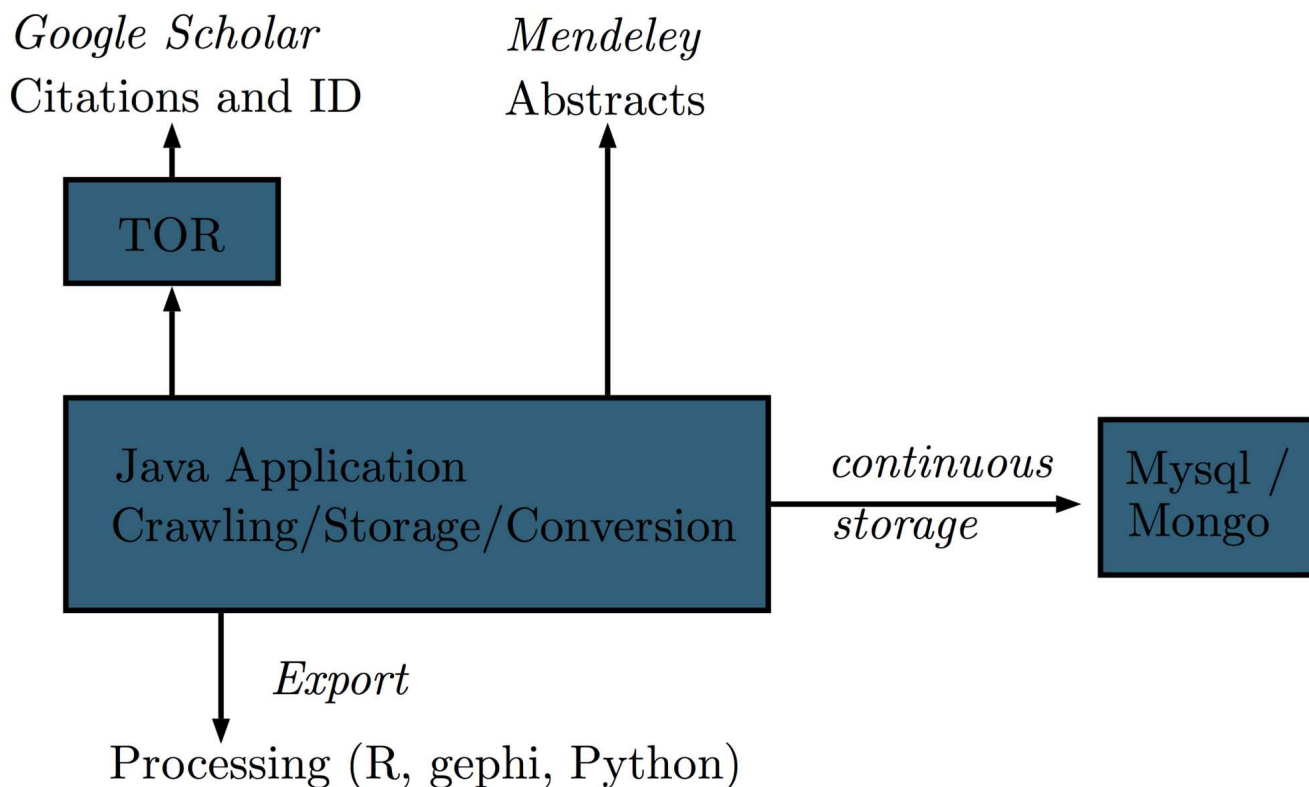 Google Scholar
Citations and ID
Mendeley
Abstracts
TOR
Java Application
Crawling/Storage/Conversion
continuous
storage
Mysql /
Mongo
Export
Processing (R, gephi, Python)